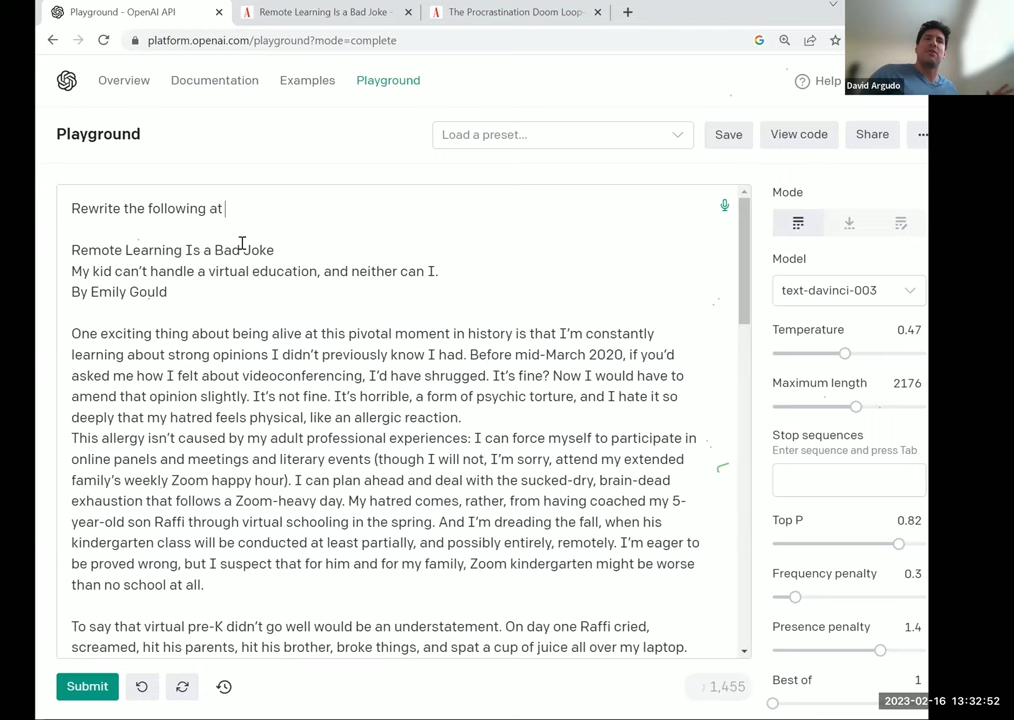 Playground - OpenAI API
Remote Learning Is a Bad Joke -
The Procrastination Doom Loop-
platform.openai.com/playground?mode=complete
David Argudo
Overview
Documentation
Examples
Playground
Help
Playground
Load a preset...
Save
View code
Share
Rewrite the following at
Remote Learning Is a Bad Joke
My kid can't handle a virtual education, and neither can I.
By Emily Gould
One exciting thing about being alive at this pivotal moment in history is that I'm constantly
learning about strong opinions I didn't previously know I had. Before mid-March 2020, if you'd
asked me how I felt about videoconferencing, I'd have shrugged. It's fine? Now I would have to
amend that opinion slightly. It's not fine. It's horrible, a form of psychic torture, and I hate it so
deeply that my hatred feels physical, like an allergic reaction.
This allergy isn't caused by my adult professional experiences: I can force myself to participate in
online panels and meetings and literary events (though I will not, I'm sorry, attend my extended
family's weekly Zoom happy hour). I can plan ahead and deal with the sucked-dry, brain-dead
exhaustion that follows a Zoom-heavy day. My hatred comes, rather, from having coached my 5-
year-old son Raffi through virtual schooling in the spring. And I'm dreading the fall, when his
kindergarten class will be conducted at least partially, and possibly entirely, remotely. I'm eager to
be proved wrong, but I suspect that for him and for my family, Zoom kindergarten might be worse
than no school at all.
To say that virtual pre-K didn't go well would be an understatement. On day one Raffi cried,
screamed, hit his parents, hit his brother, broke things, and spat a cup of juice all over my laptop.
Mode
Model
text-davinci-003
Temperature 0.47
Maximum length 2176
Stop sequences
Enter sequence and press Tab
Top P 0.82
Frequency penalty 0.3
Presence penalty 1.4
Best of 1
Submit
1,455
2023-02-16 13:32:52